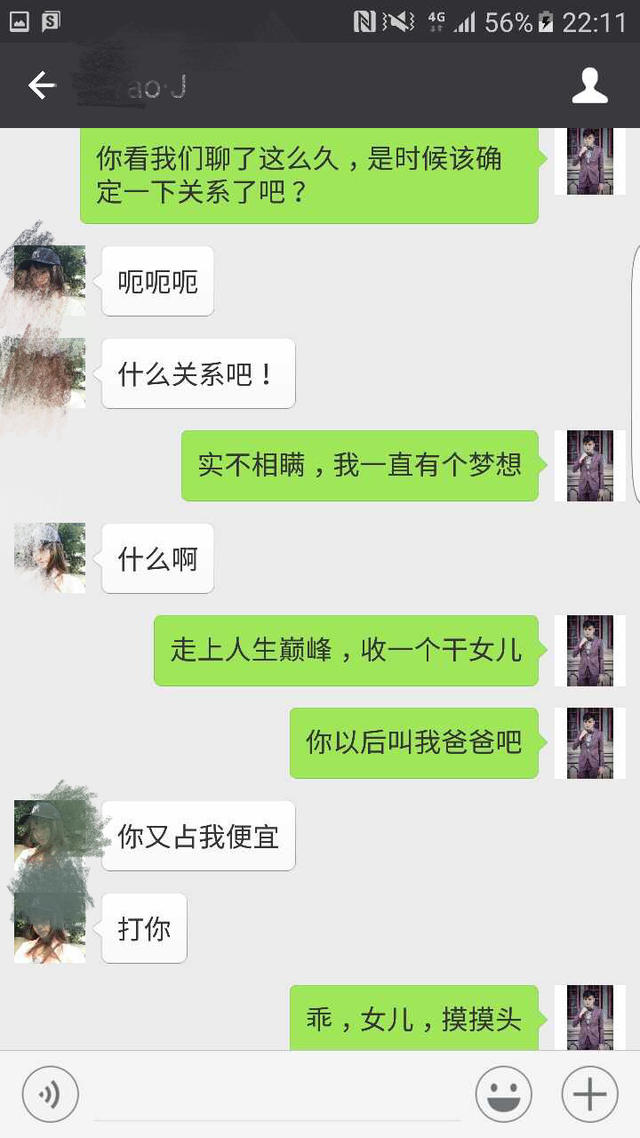 4G 56% 22:11
ao·J
你看我们聊了这么久，是时候该确
定一下关系了吧？
呃呃呃
什么关系吧！
实不相瞒，我一直有个梦想
什么啊
走上人生巅峰，收一个干女儿
你以后叫我爸爸吧
你又占我便宜
打你
乖，女儿，摸摸头